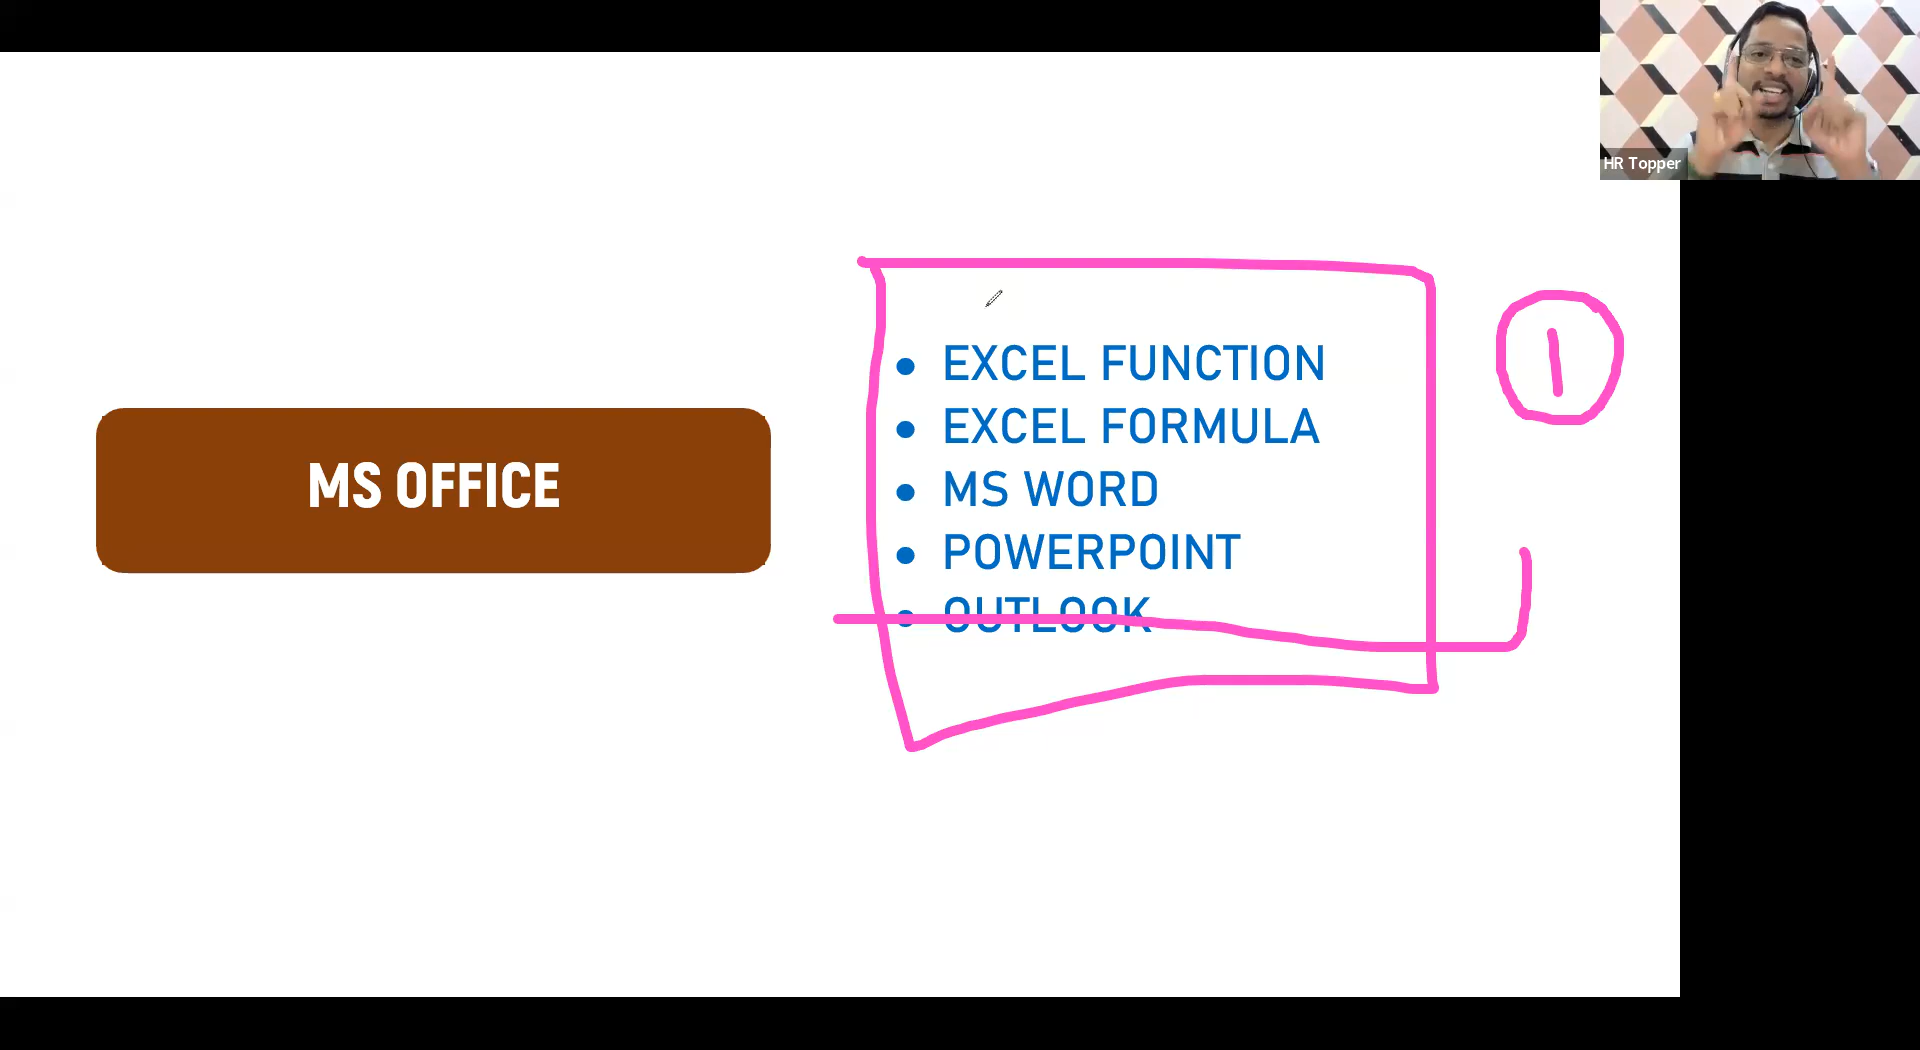 HR Topper
MS OFFICE
• EXCEL FUNCTION
• EXCEL FORMULA
• MS WORD
• POWERPOINT
• OUTLOOK
1